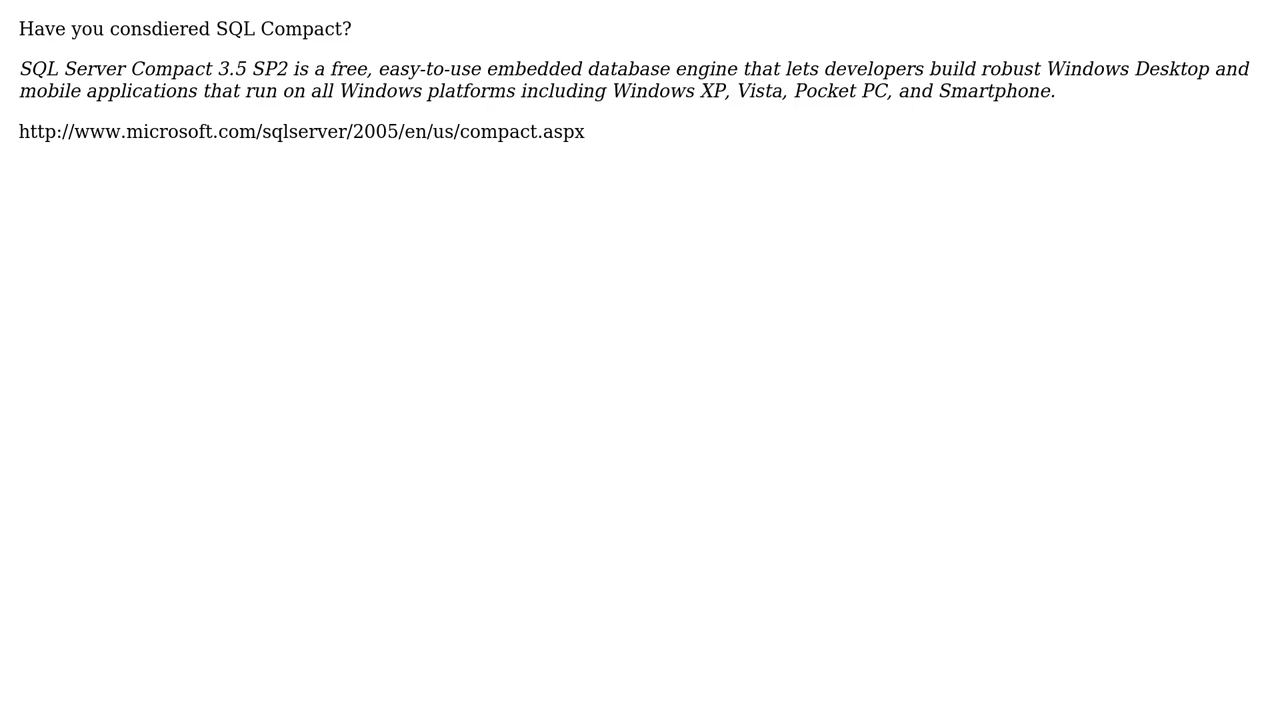 Have you consdiered SQL Compact?
SQL Server Compact 3.5 SP2 is a free, easy-to-use embedded database engine that lets developers build robust Windows Desktop and
mobile applications that run on all Windows platforms including Windows XP, Vista, Pocket PC, and Smartphone.
http://www.microsoft.com/sqlserver/2005/en/us/compact.aspx